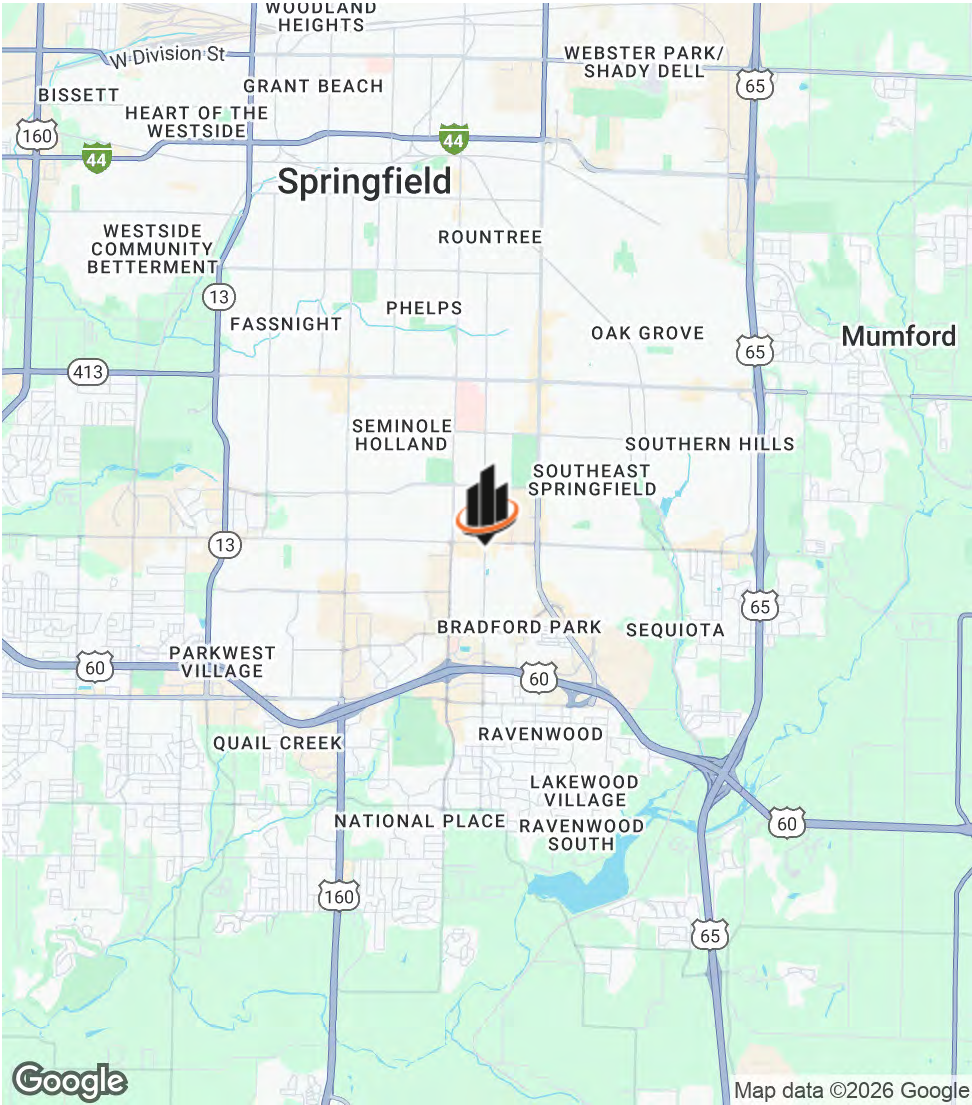 WOODLAND
HEIGHTS
W Division St
WEBSTER PARK/
SHADY DELL
65
BISSETT
GRANT BEACH
160
HEART OF THE
WESTSIDE
44
44
Springfield
WESTSIDE
COMMUNITY
BETTERMENT
ROUNTREE
13
PHELPS
FASSNIGHT
OAK GROVE
Mumford
65
413
SEMINOLE
HOLLAND
SOUTHERN HILLS
SOUTHEAST
SPRINGFIELD
13
65
BRADFORD PARK
SEQUIOTA
PARKWEST
VILLAGE
60
60
QUAIL CREEK
RAVENWOOD
LAKEWOOD
VILLAGE
NATIONAL PLACE
RAVENWOOD
SOUTH
60
160
65
Google
Map data ©2026 Google